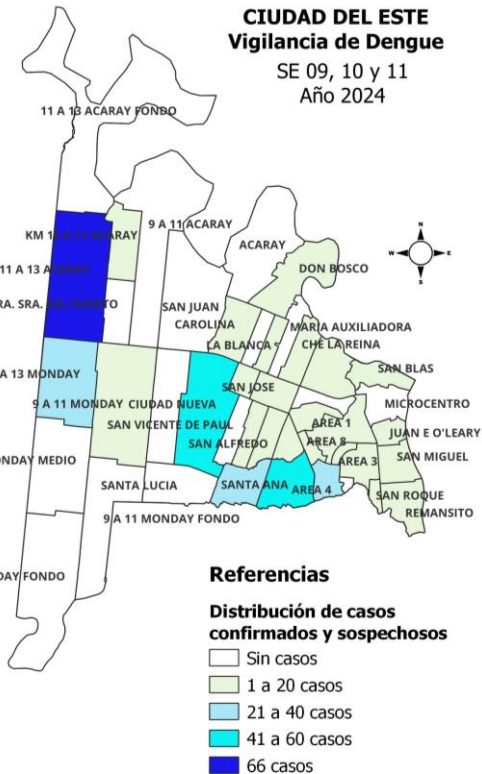 CIUDAD DEL ESTE
Vigilancia de Dengue
SE 09, 10 y 11
Año 2024
11 A 13 ACARAY FONDO
9 A 11 ACARAY
ACARAY
N
W
E
S
DON BOSCO
SAN JUAN
CAROLINA
MARIA AUXILIADORA
LA BLANCA
CHE LA REINA
SAN BLAS
A 13 MONDAY
SAN JOSE
9 A 11 MONDAY
CIUDAD NUEVA
MICROCENTRO
SAN VICENTE DE PAUL
AREA 1
JUAN E O'LEARY
SAN ALFREDO
AREA 8
ONDAY MEDIO
AREA 3
SAN MIGUEL
SANTA LUCIA
SANTA ANA
AREA 4
SAN ROQUE
REMANSITO
9 A 11 MONDAY FONDO
DAY FONDO
Referencias
Distribución de casos
confirmados y sospechosos
Sin casos
1 a 20 casos
21 a 40 casos
41 a 60 casos
66 casos